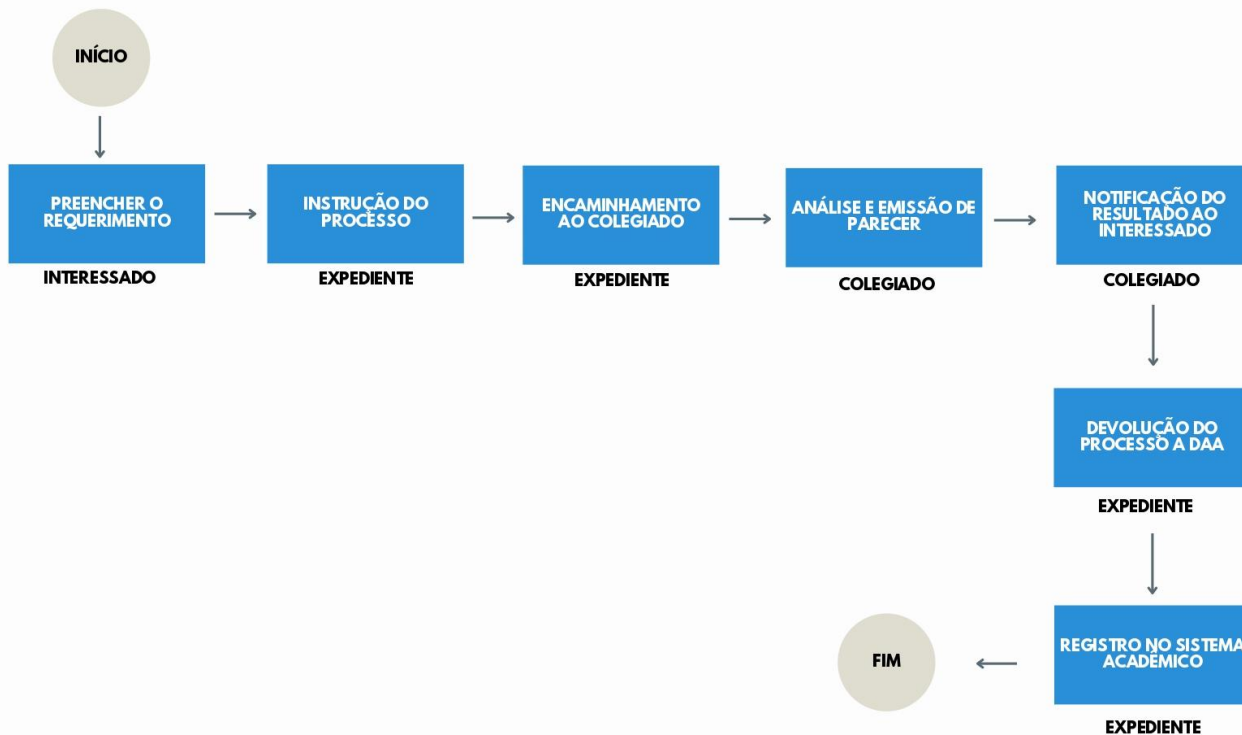 INÍCIO
PREENCHER O
REQUERIMENTO
INTERESSADO
INSTRUÇÃO DO
PROCESSO
EXPEDIENTE
ENCAMINHAMENTO
AO COLEGIADO
EXPEDIENTE
ANÁLISE E EMISSÃO DE
PARECER
COLEGIADO
NOTIFICAÇÃO DO
RESULTADO AO
INTERESSADO
COLEGIADO
DEVOLUÇÃO DO
PROCESSO A DAA
EXPEDIENTE
REGISTRO NO SISTEMA
ACADÊMICO
EXPEDIENTE
FIM